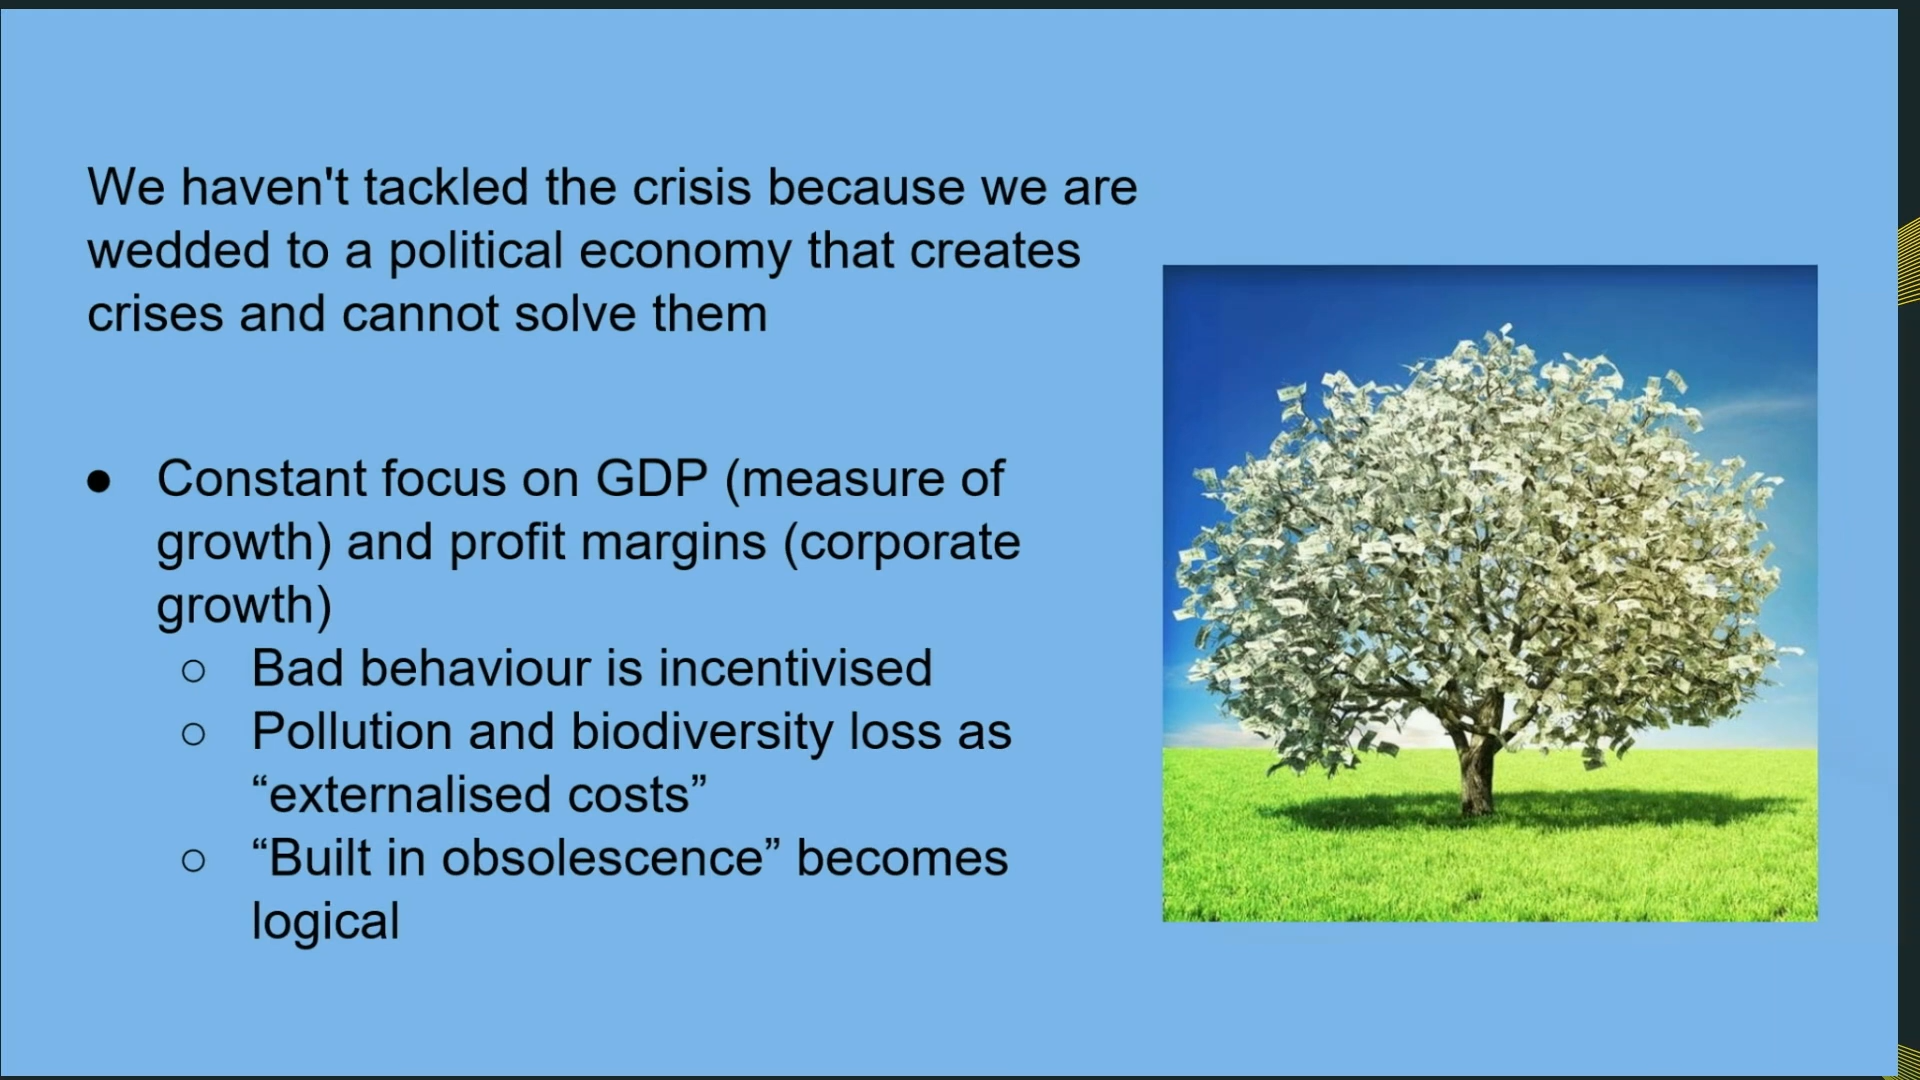 We haven't tackled the crisis because we are
wedded to a political economy that creates
crises and cannot solve them
● Constant focus on GDP (measure of
growth) and profit margins (corporate
growth)
○ Bad behaviour is incentivised
○ Pollution and biodiversity loss as
“externalised costs”
○ “Built in obsolescence” becomes
logical